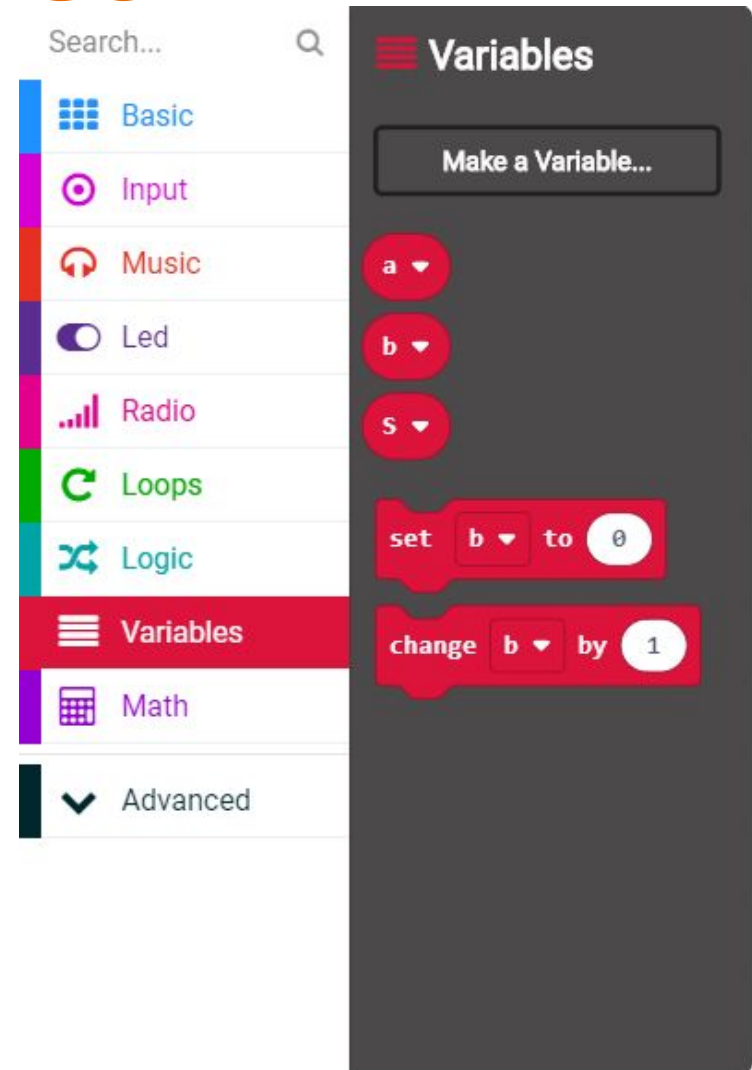 Search...
Basic
Input
Music
Led
Radio
Loops
Logic
Variables
Math
Advanced
Variables
Make a Variable...
a
b
S
set b to 0
change b by 1